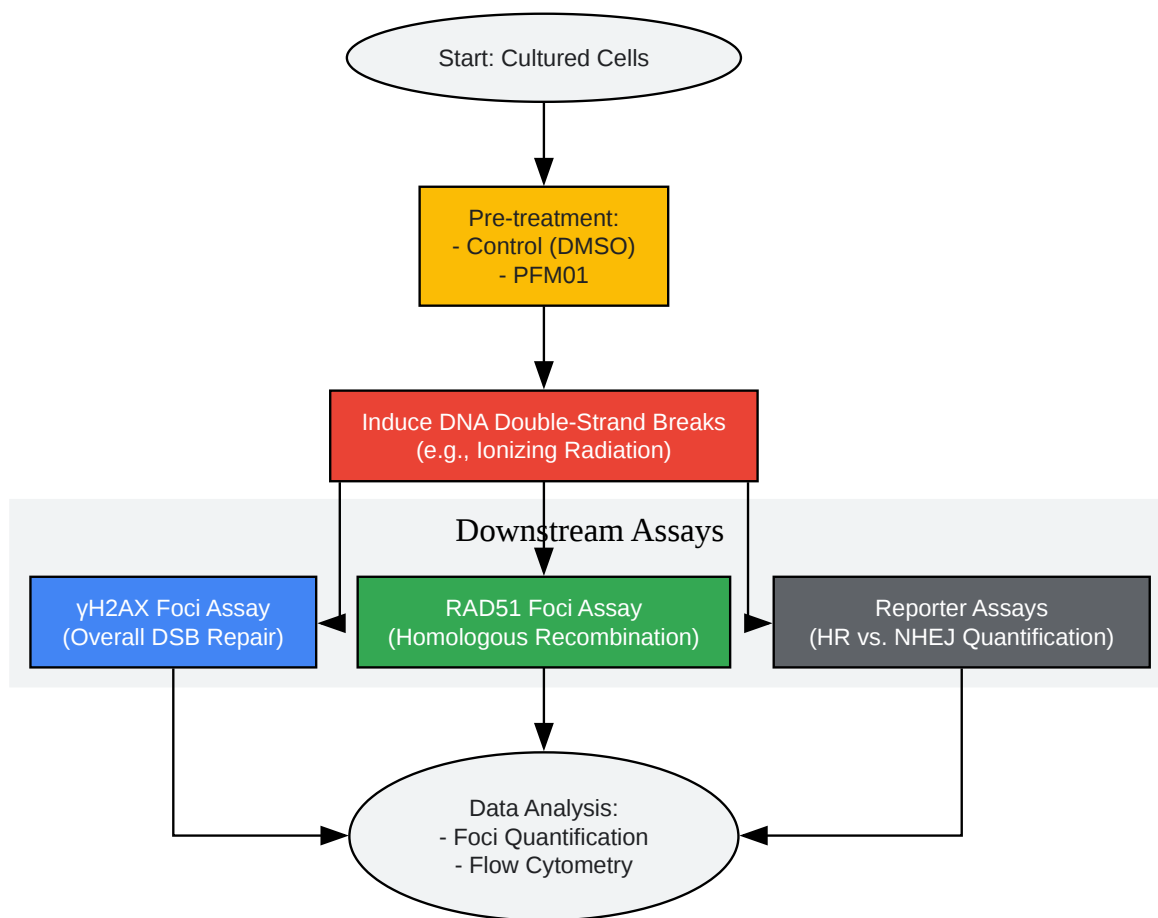 Start: Cultured Cells
Pre-treatment:
- Control (DMSO)
- PFM01
Induce DNA Double-Strand Breaks
(e.g., Ionizing Radiation)
Downstream Assays
γH2AX Foci Assay
(Overall DSB Repair)
RAD51 Foci Assay
(Homologous Recombination)
Reporter Assays
(HR vs. NHEJ Quantification)
Data Analysis:
- Foci Quantification
- Flow Cytometry